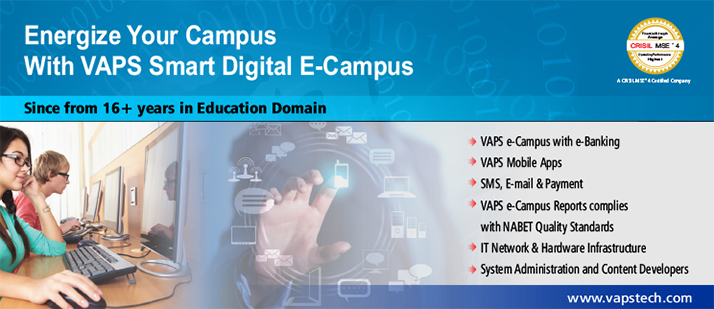 Energize Your Campus
With VAPS Smart Digital E-Campus
CRISIL MSE 4
Highest
A CRISIL MSE 4 Certified Company
Since from 16+ years in Education Domain
VAPS e-Campus with e-Banking
VAPS Mobile Apps
SMS, E-mail & Payment
VAPS e-Campus Reports complies
with NABET Quality Standards
IT Network & Hardware Infrastructure
System Administration and Content Developers
www.vapstech.com